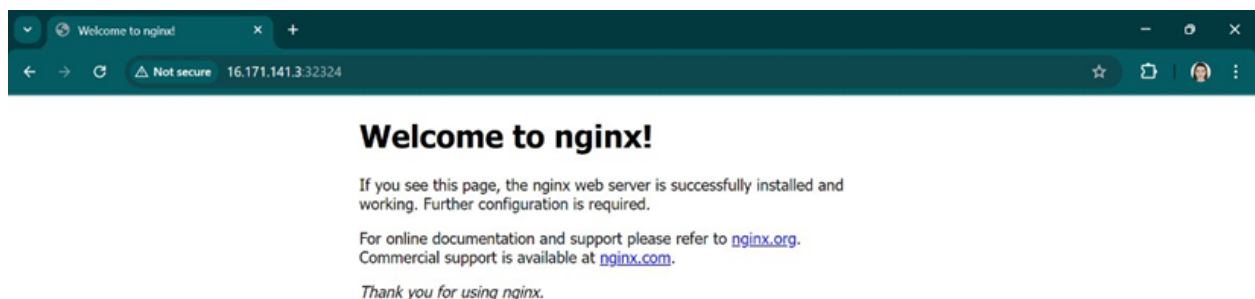 Welcome to nginx!
Not secure 16.171.141.3:32324
Welcome to nginx!
If you see this page, the nginx web server is successfully installed and
working. Further configuration is required.
For online documentation and support please refer to nginx.org.
Commercial support is available at nginx.com.
Thank you for using nginx.